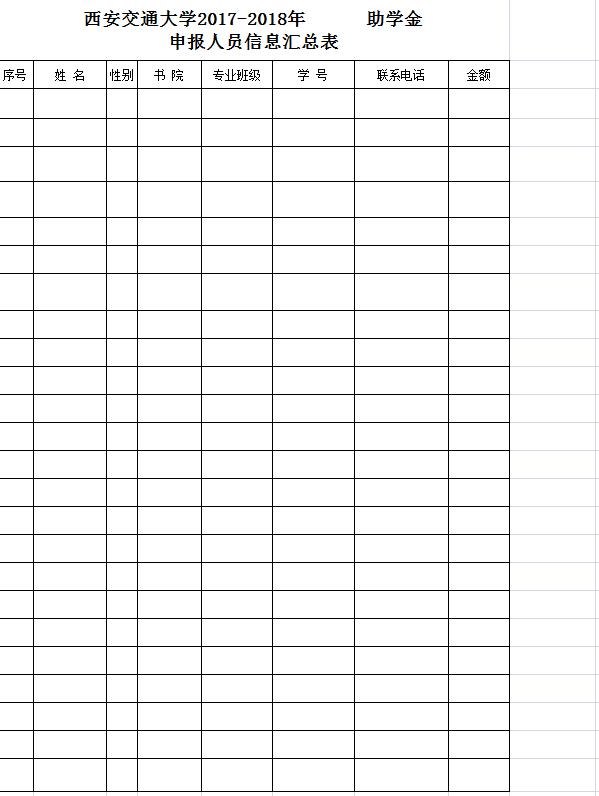 西安交通大学2017-2018年 助学金
申报人员信息汇总表
序号 姓 名 性别 书 院 专业班级 学 号 联系电话 金额